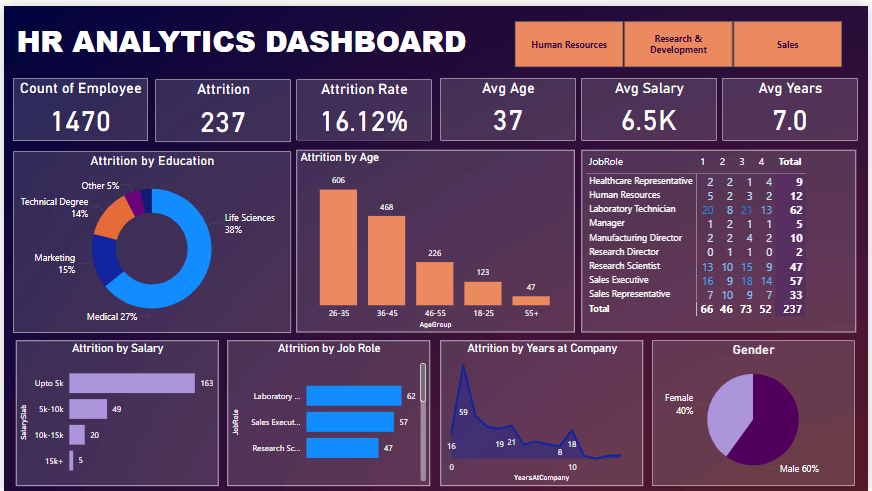 HR ANALYTICS DASHBOARD
Human Resources
Research &
Development
Sales
Count of Employee
1470
Attrition
237
Attrition Rate
16.12%
Avg Age
37
Avg Salary
6.5K
Avg Years
7.0
Attrition by Education
Other 5%
Technical Degree
14%
Marketing
15%
Medical 27%
Life Sciences
38%
Attrition by Age
606
468
226
123
47
26-35 36-45 46-55 18-25 55+
AgeGroup
JobRole 1 2 3 4 Total
Healthcare Representative 2 2 1 4 9
Human Resources 5 2 3 2 12
Laboratory Technician 20 8 21 13 62
Manager 1 2 1 1 5
Manufacturing Director 2 2 4 2 10
Research Director 0 1 1 0 2
Research Scientist 13 10 15 9 47
Sales Executive 16 9 18 14 57
Sales Representative 7 10 9 7 33
Total 66 46 73 52 237
Attrition by Salary
SalarySlab
Upto 5k 163
5k-10k 49
10k-15k 20
15k+ 5
Attrition by Job Role
JobRole
Laboratory ... 62
Sales Execut... 57
Research Sc... 47
Attrition by Years at Company
16
59
19
21
8
18
0 10
YearsAtCompany
Gender
Female
40%
Male 60%